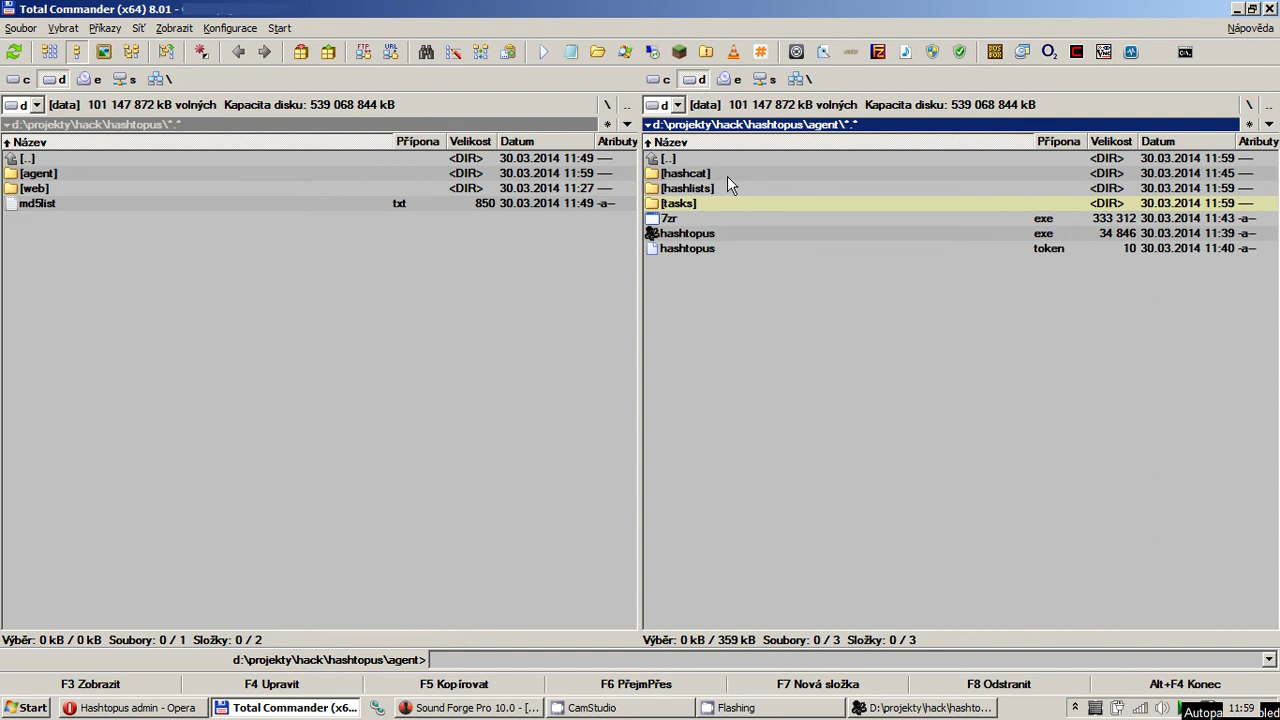 Total Commander (x64) 8.01 -
Soubor Vybrat Příkazy Síť Zobrazit Konfigurace Start Nápověda
FTP URL
c d e s \ c d e s \
d [data] 101 147 872 kB volných Kapacita disku: 539 068 844 kB \ .. d [data] 101 147 872 kB volných Kapacita disku: 539 068 844 kB \ ..
d:\projekty\hack\hashtopus\*.* * d:\projekty\hack\hashtopus\agent\*.* *
Název Přípona Velikost Datum Atributy Název Přípona Velikost Datum Atributy
[..] <DIR> 30.03.2014 11:49 ---- [..] <DIR> 30.03.2014 11:59 ----
[agent] <DIR> 30.03.2014 11:59 ---- [hashcat] <DIR> 30.03.2014 11:45 ----
[web] <DIR> 30.03.2014 11:27 ---- [hashlists] <DIR> 30.03.2014 11:59 ----
md5list txt 850 30.03.2014 11:49 -a-- [tasks] <DIR> 30.03.2014 11:59 ----
7zr exe 333 312 30.03.2014 11:43 -a--
hashtopus exe 34 846 30.03.2014 11:39 -a--
hashtopus token 10 30.03.2014 11:40 -a--
Výběr: 0 kB / 0 kB Soubory: 0 / 1 Složky: 0 / 2 Výběr: 0 kB / 359 kB Soubory: 0 / 3 Složky: 0 / 3
d:\projekty\hack\hashtopus\agent>
F3 Zobrazit F4 Upravit F5 Kopírovat F6 PřejmPřes F7 Nová složka F8 Odstranit Alt+F4 Konec
Start Hashtopus admin - Opera Total Commander (x6... Sound Forge Pro 10.0 - [... CamStudio Flashing D:\projekty\hack\hashto... 11:59